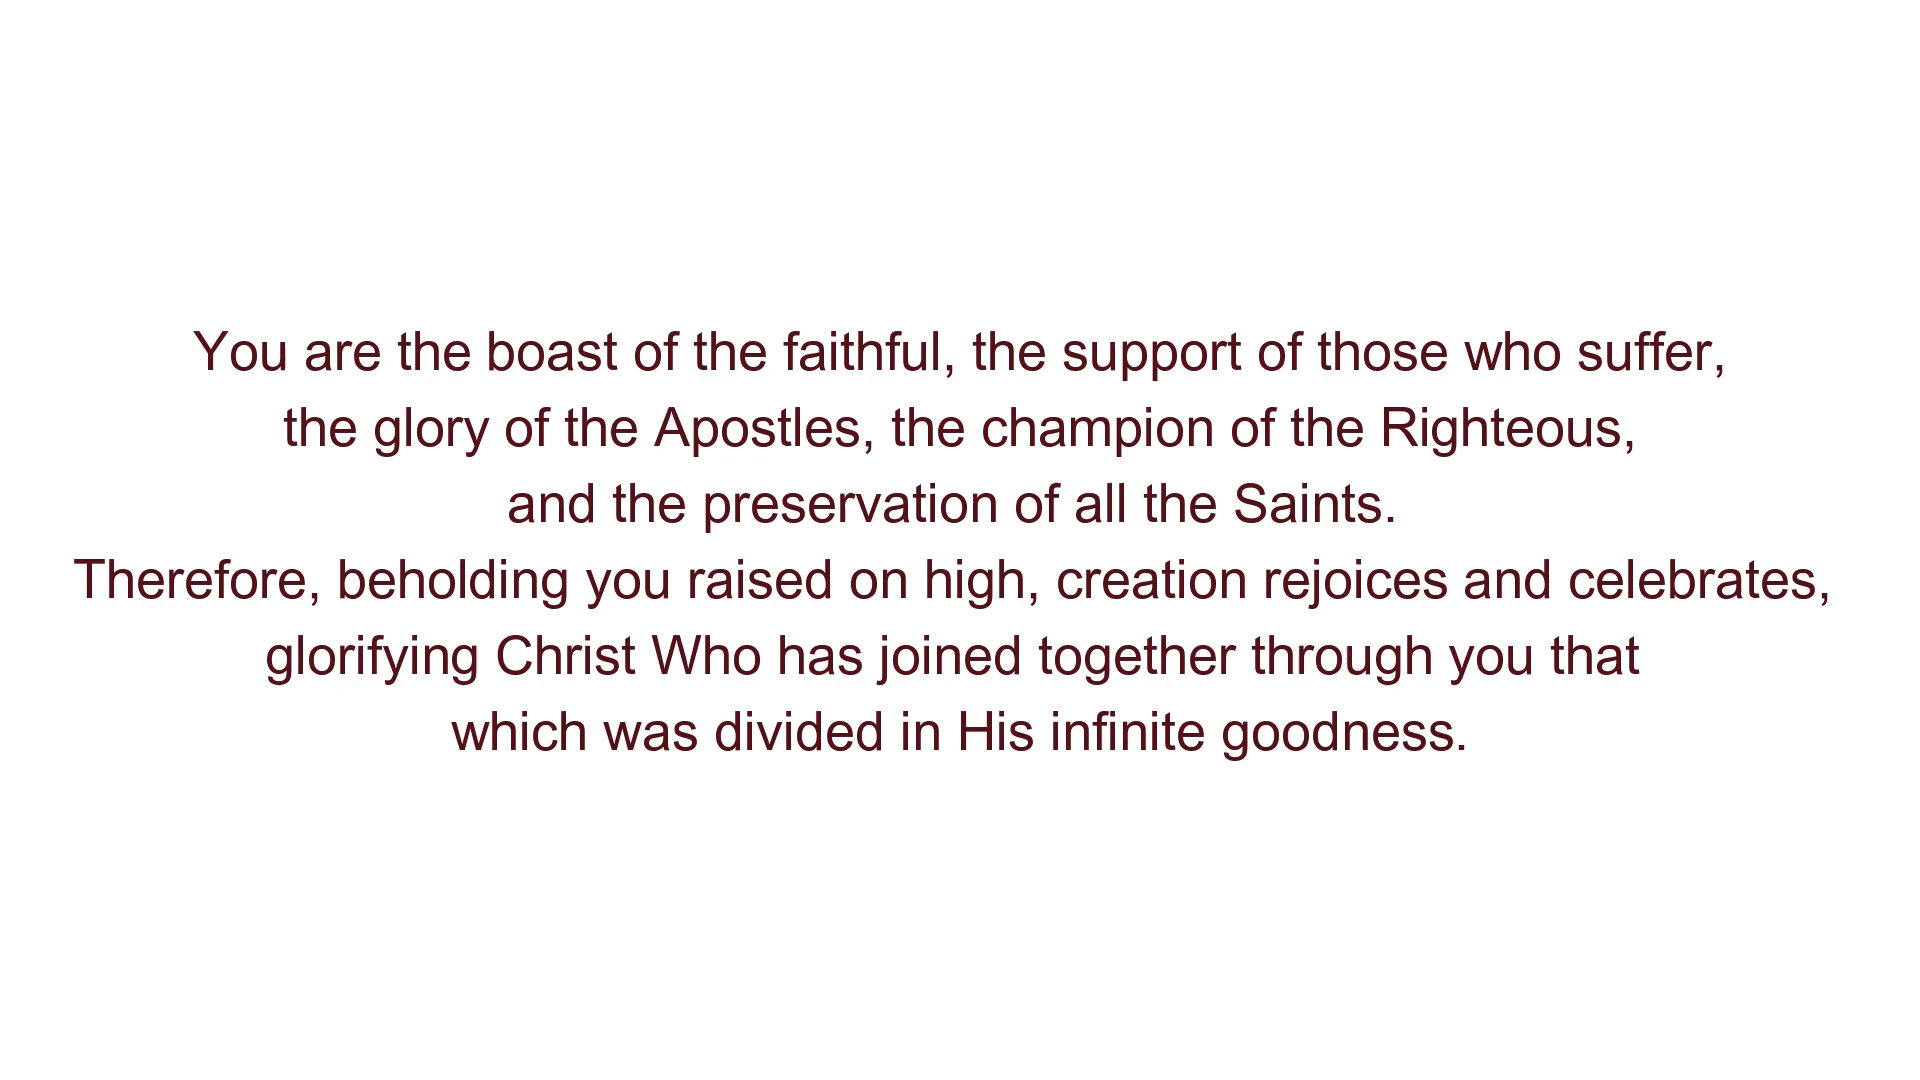 You are the boast of the faithful, the support of those who suffer,
the glory of the Apostles, the champion of the Righteous,
and the preservation of all the Saints.
Therefore, beholding you raised on high, creation rejoices and celebrates,
glorifying Christ Who has joined together through you that
which was divided in His infinite goodness.